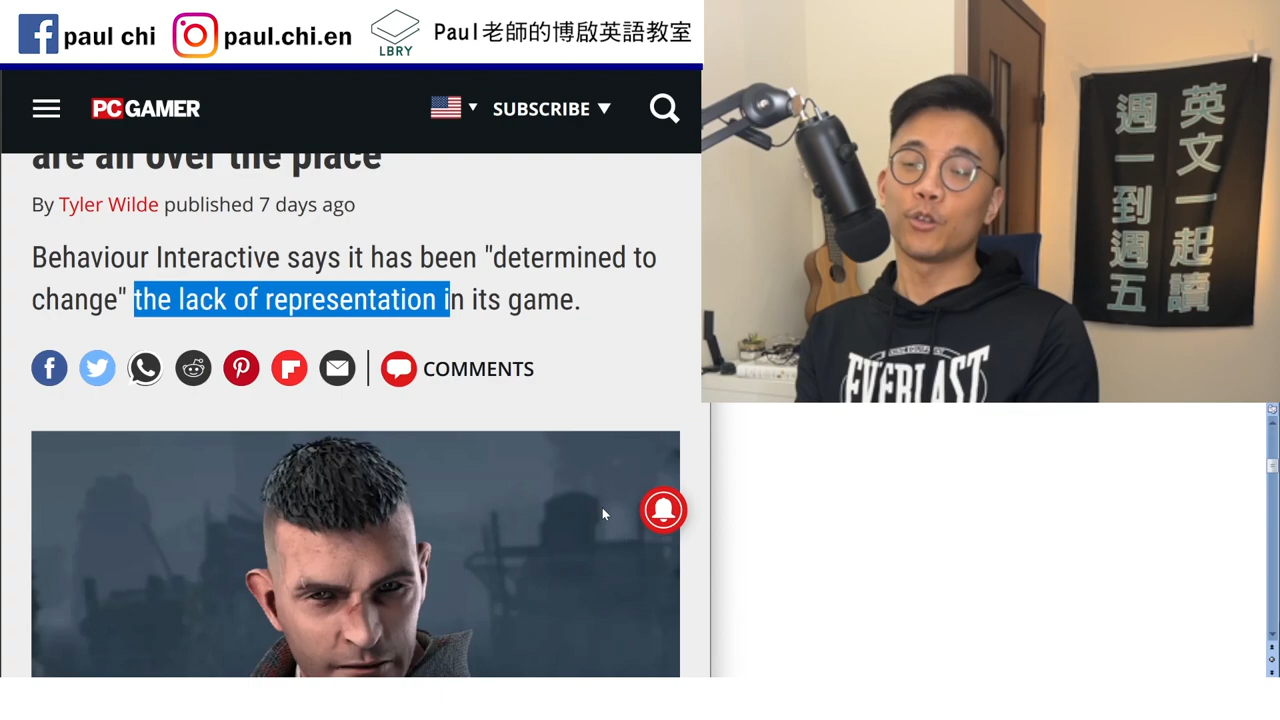 paul chi
paul.chi.en
LBRY
Paul老師的博啟英語教室
PC GAMER
SUBSCRIBE
are all over the place
By Tyler Wilde published 7 days ago
Behaviour Interactive says it has been "determined to
change" the lack of representation in its game.
COMMENTS
英文一起讀
週一到週五
EVERLAST